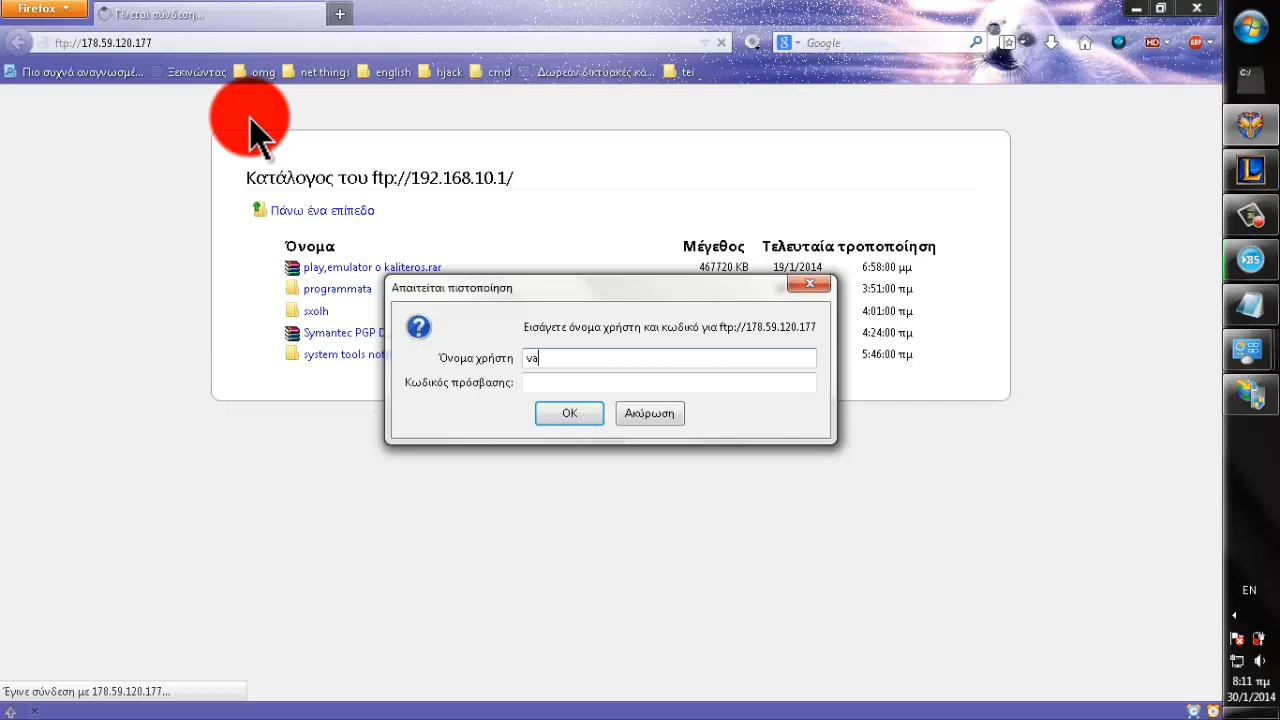 Firefox
Γίνεται σύνδεση...
ftp://178.59.120.177
Google
Πιο συχνά αναγνωσμέ... Ξεκινώντας omg net things english hjack cmd Δωρεάν δικτυακές κά... tei
HD ABP
C:/
Κατάλογος του ftp://192.168.10.1/
Πάνω ένα επίπεδο
Όνομα Μέγεθος Τελευταία τροποποίηση
play,emulator o kaliteros.rar 467720 KB 19/1/2014 6:58:00 μμ
programmata 3:51:00 πμ
sxolh 4:01:00 πμ
Symantec PGP D 4:24:00 πμ
system tools not 5:46:00 πμ
Απαιτείται πιστοποίηση
Εισάγετε όνομα χρήστη και κωδικό για ftp://178.59.120.177
Όνομα χρήστη va
Κωδικός πρόσβασης:
OK Ακύρωση
BS
EN
Έγινε σύνδεση με 178.59.120.177...
8:11 πμ
30/1/2014